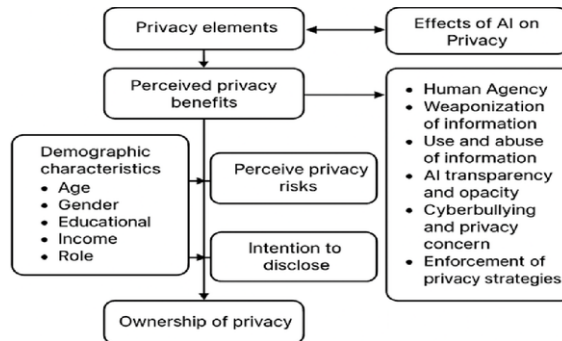 Privacy elements
Effects of AI on
Privacy
Perceived privacy
benefits
• Human Agency
• Weaponization
of information
• Use and abuse
of information
• AI transparency
and opacity
• Cyberbullying
and privacy
concern
• Enforcement of
privacy strategies
Demographic
characteristics
• Age
• Gender
• Educational
• Income
• Role
Perceive privacy
risks
Intention to
disclose
Ownership of privacy